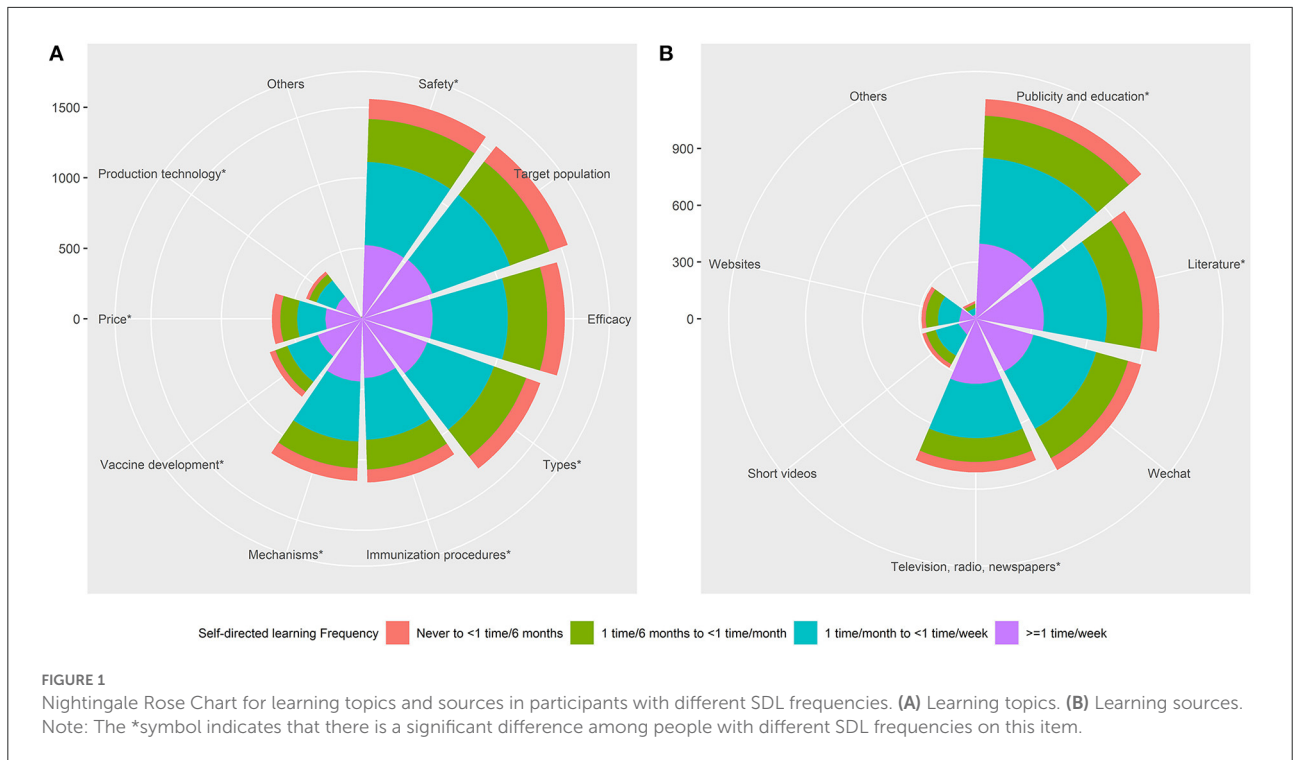 A
Others
Safety*
1500
Production technology*
Target population
1000
500
0
Price*
Efficacy
Vaccine development*
Types*
Mechanisms*
Immunization procedures*
B
Others
Publicity and education*
900
600
Websites
Literature*
300
0
Short videos
Wechat
Television, radio, newspapers*
Self-directed learning Frequency
Never to <1 time/6 months
1 time/6 months to <1 time/month
1 time/month to <1 time/week
>=1 time/week
FIGURE 1
Nightingale Rose Chart for learning topics and sources in participants with different SDL frequencies. (A) Learning topics. (B) Learning sources.
Note: The *symbol indicates that there is a significant difference among people with different SDL frequencies on this item.